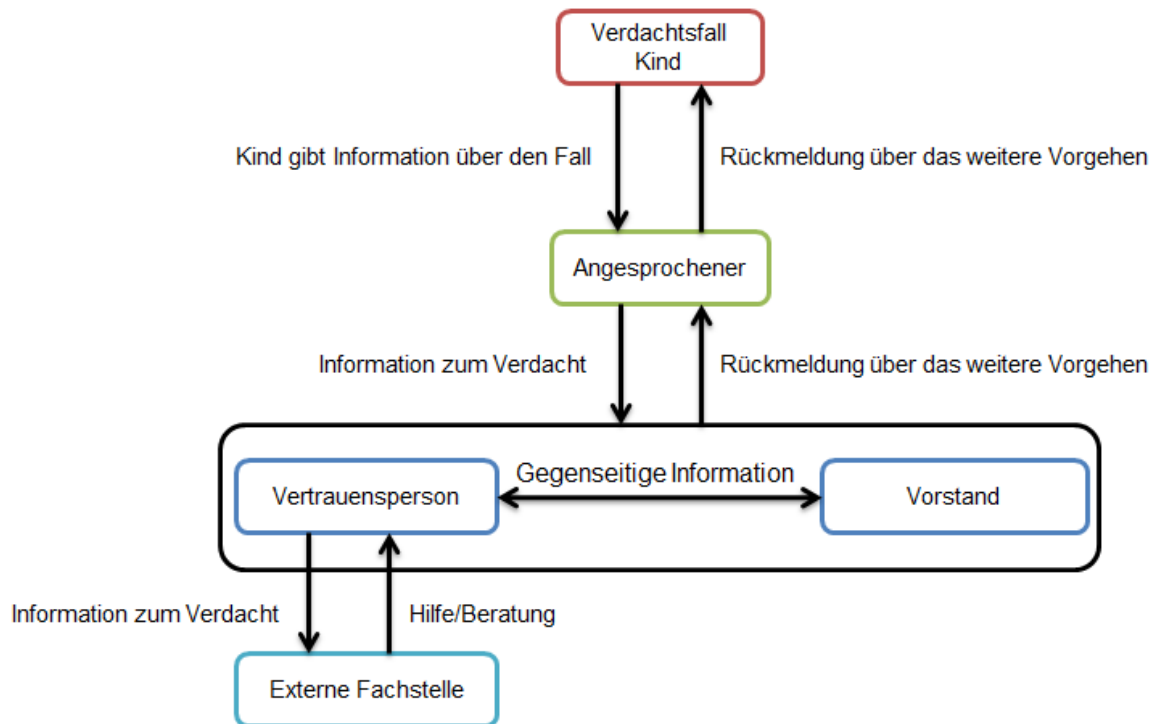 Verdachtsfall
Kind
Kind gibt Information über den Fall
Rückmeldung über das weitere Vorgehen
Angesprochener
Information zum Verdacht
Rückmeldung über das weitere Vorgehen
Gegenseitige Information
Vertrauensperson
Vorstand
Information zum Verdacht
Hilfe/Beratung
Externe Fachstelle